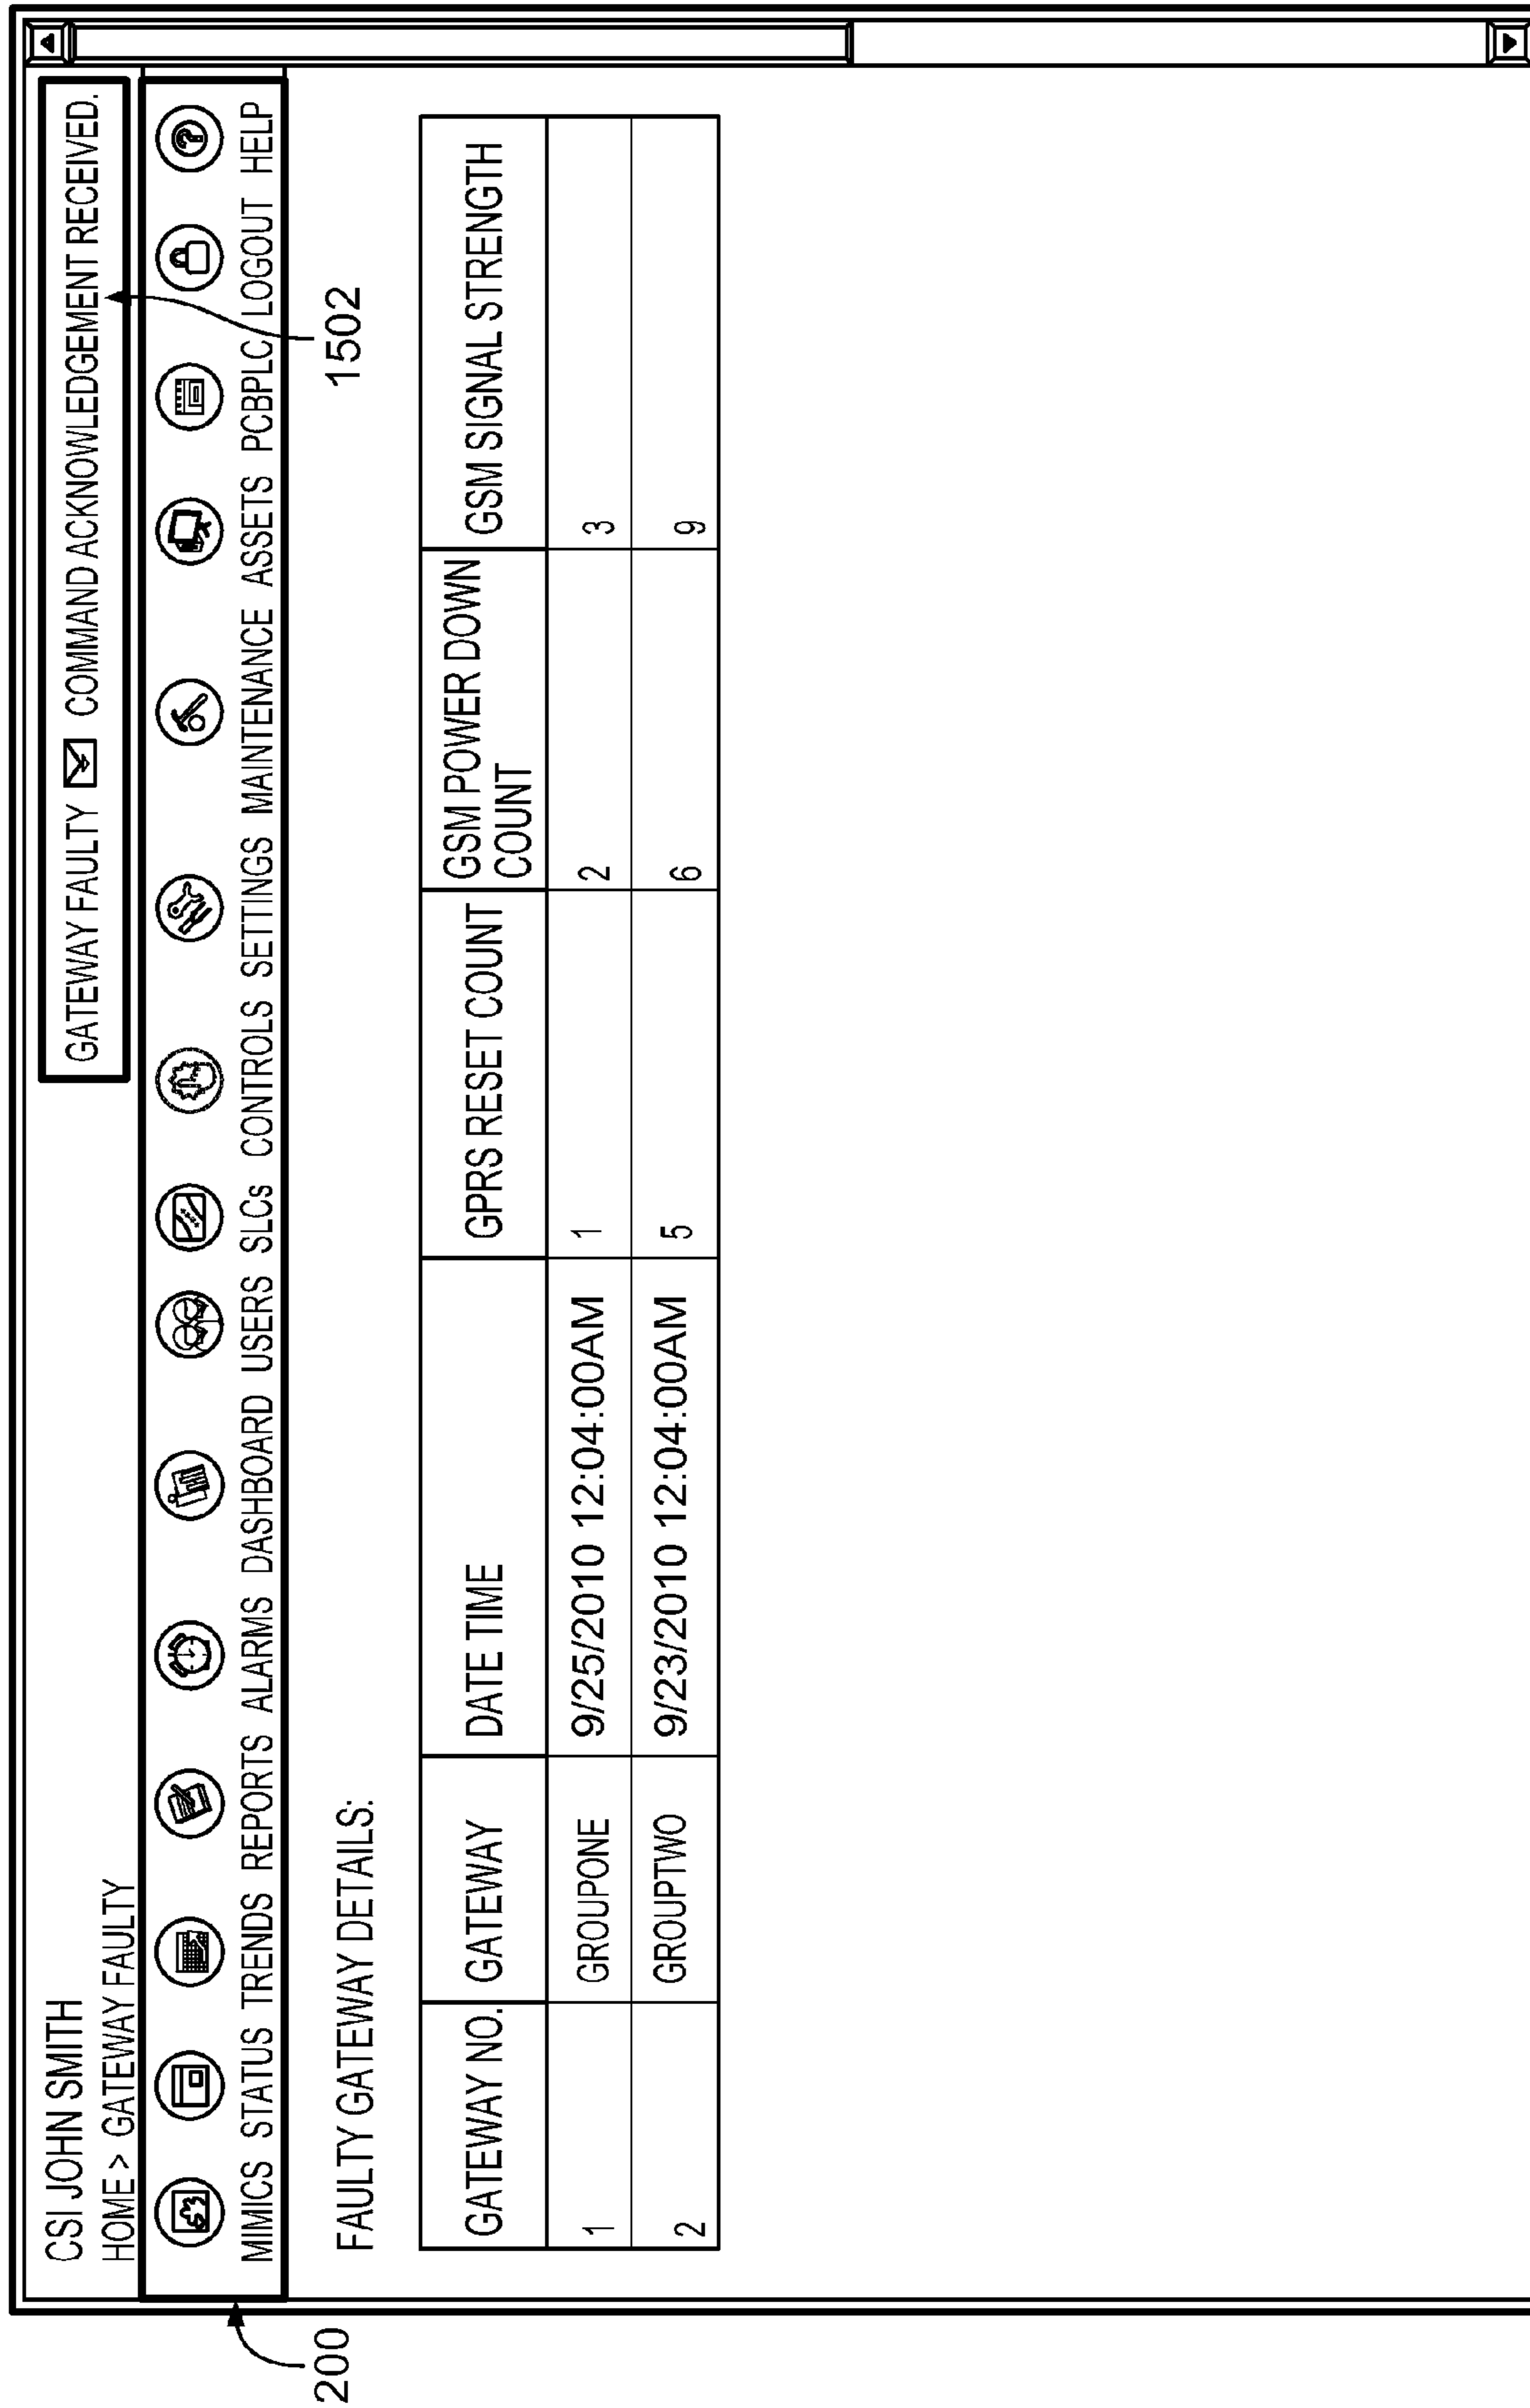 CSI JOHN SMITH
GATEWAY FAULTY COMMAND ACKNOWLEDGEMENT RECEIVED.
HOME > GATEWAY FAULTY
MIMICS STATUS TRENDS REPORTS ALARMS DASHBOARD USERS SLCs CONTROLS SETTINGS MAINTENANCE ASSETS PCBPLC LOGOUT HELP
200
1502
FAULTY GATEWAY DETAILS:
GATEWAY NO. GATEWAY DATE TIME GPRS RESET COUNT GSM POWER DOWN COUNT GSM SIGNAL STRENGTH
1 GROUPONE 9/25/2010 12:04:00AM 1 2 3
2 GROUPTWO 9/23/2010 12:04:00AM 5 6 9